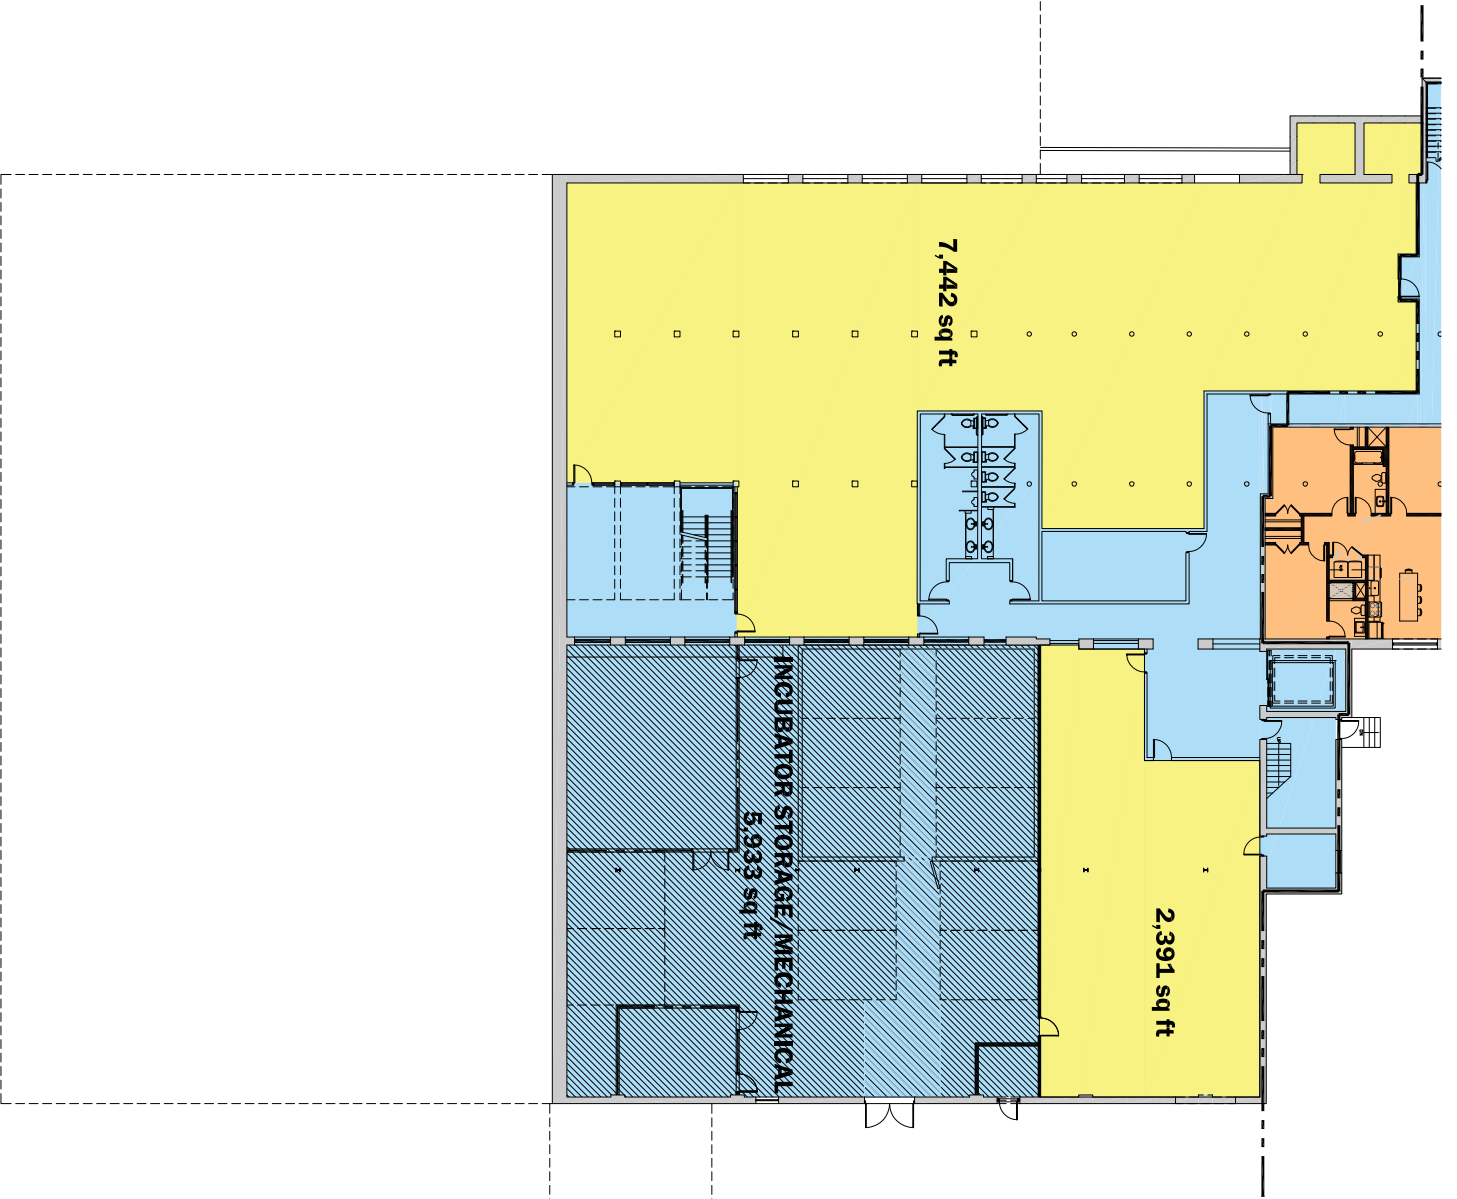 7,442 sq ft
INCUBATOR STORAGE/MECHANICAL
5,933 sq ft
2,391 sq ft